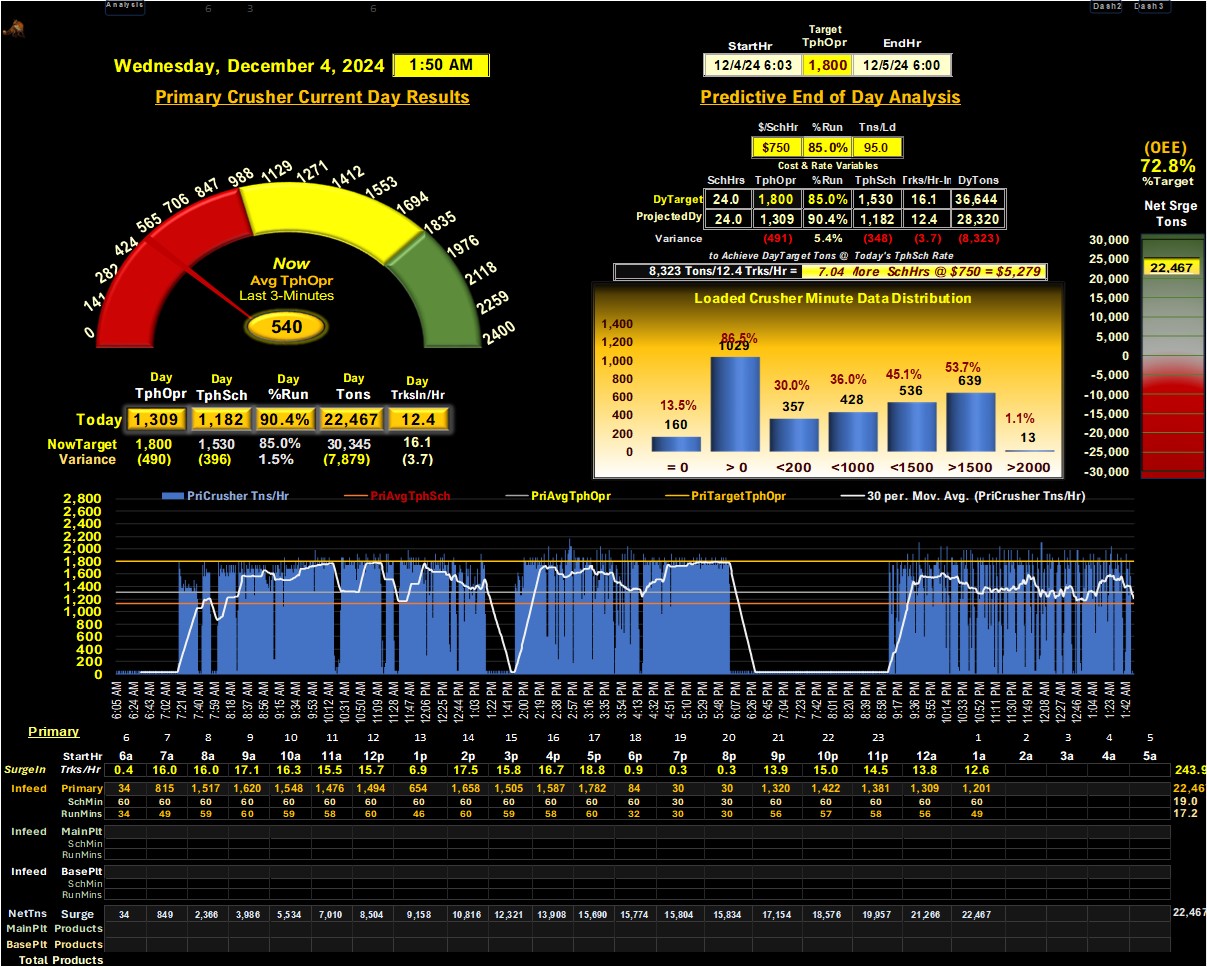 Analysis 6 3 6 Dash2 Dash3
Wednesday, December 4, 2024 1:50 AM
Primary Crusher Current Day Results
StartHr Target TphOpr EndHr
12/4/24 6:03 1,800 12/5/24 6:00
Predictive End of Day Analysis
$/SchHr %Run Tns/Ld
$750 85.0% 95.0
Cost & Rate Variables
SchHrs TphOpr %Run TphSch Trks/Hr-In DyTons
DyTarget 24.0 1,800 85.0% 1,530 16.1 36,644
ProjectedDy 24.0 1,309 90.4% 1,182 12.4 28,320
Variance (491) 5.4% (348) (3.7) (8,323)
to Achieve DayTarget Tons @ Today's TphSch Rate
8,323 Tons/12.4 Trks/Hr = 7.04 More SchHrs @ $750 = $5,279
(OEE)
72.8%
%Target
Net Srge
Tons
30,000
25,000
22,467
20,000
15,000
10,000
5,000
0
-5,000
-10,000
-15,000
-20,000
-25,000
-30,000
0 141 282 424 565 706 847 988 1129 1271 1412 1553 1694 1835 1976 2118 2259 2400
Now
Avg TphOpr
Last 3-Minutes
540
Day TphOpr Day TphSch Day %Run Day Tons Day TrksIn/Hr
Today 1,309 1,182 90.4% 22,467 12.4
NowTarget 1,800 1,530 85.0% 30,345 16.1
Variance (490) (396) 1.5% (7,879) (3.7)
Loaded Crusher Minute Data Distribution
1,400
1,200
1,000
800
600
400
200
0
13.5% 86.5% 30.0% 36.0% 45.1% 53.7% 1.1%
160 1029 357 428 536 639 13
= 0 > 0 <200 <1000 <1500 >1500 >2000
PriCrusher Tns/Hr PriAvgTphSch PriAvgTphOpr PriTargetTphOpr 30 per. Mov. Avg. (PriCrusher Tns/Hr)
2,800
2,600
2,400
2,200
2,000
1,800
1,600
1,400
1,200
1,000
800
600
400
200
0
6:05 AM 6:24 AM 6:43 AM 7:02 AM 7:21 AM 7:40 AM 7:59 AM 8:18 AM 8:37 AM 8:56 AM 9:15 AM 9:34 AM 9:53 AM 10:12 AM 10:31 AM 10:50 AM 11:09 AM 11:28 AM 11:47 AM 12:06 PM 12:25 PM 12:44 PM 1:03 PM 1:22 PM 1:41 PM 2:00 PM 2:19 PM 2:38 PM 2:57 PM 3:16 PM 3:35 PM 3:54 PM 4:13 PM 4:32 PM 4:51 PM 5:10 PM 5:29 PM 5:48 PM 6:07 PM 6:26 PM 6:45 PM 7:04 PM 7:23 PM 7:42 PM 8:01 PM 8:20 PM 8:39 PM 8:58 PM 9:17 PM 9:36 PM 9:55 PM 10:14 PM 10:33 PM 10:52 PM 11:11 PM 11:30 PM 11:49 PM 12:08 AM 12:27 AM 12:46 AM 1:04 AM 1:23 AM 1:42 AM
Primary 6 7 8 9 10 11 12 13 14 15 16 17 18 19 20 21 22 23 1 2 3 4 5
StartHr 6a 7a 8a 9a 10a 11a 12p 1p 2p 3p 4p 5p 6p 7p 8p 9p 10p 11p 12a 1a 2a 3a 4a 5a
SurgeIn Trks/Hr 0.4 16.0 16.0 17.1 16.3 15.5 15.7 6.9 17.5 15.8 16.7 18.8 0.9 0.3 0.3 13.9 15.0 14.5 13.8 12.6 243.9
Infeed Primary 34 815 1,517 1,620 1,548 1,476 1,494 654 1,658 1,505 1,587 1,782 84 30 30 1,320 1,422 1,381 1,309 1,201 22,467
SchMin 60 60 60 60 60 60 60 60 60 60 60 60 60 60 60 60 60 60 60 60 19.0
RunMins 34 49 59 60 59 58 60 46 60 59 58 60 32 30 30 56 57 58 56 49 17.2
Infeed MainPlt
SchMin
RunMins
Infeed BasePlt
SchMin
RunMins
NetTns Surge 34 849 2,366 3,986 5,534 7,010 8,504 9,158 10,816 12,321 13,908 15,690 15,774 15,804 15,834 17,154 18,576 19,957 21,266 22,467 22,467
MainPlt Products
BasePlt Products
Total Products